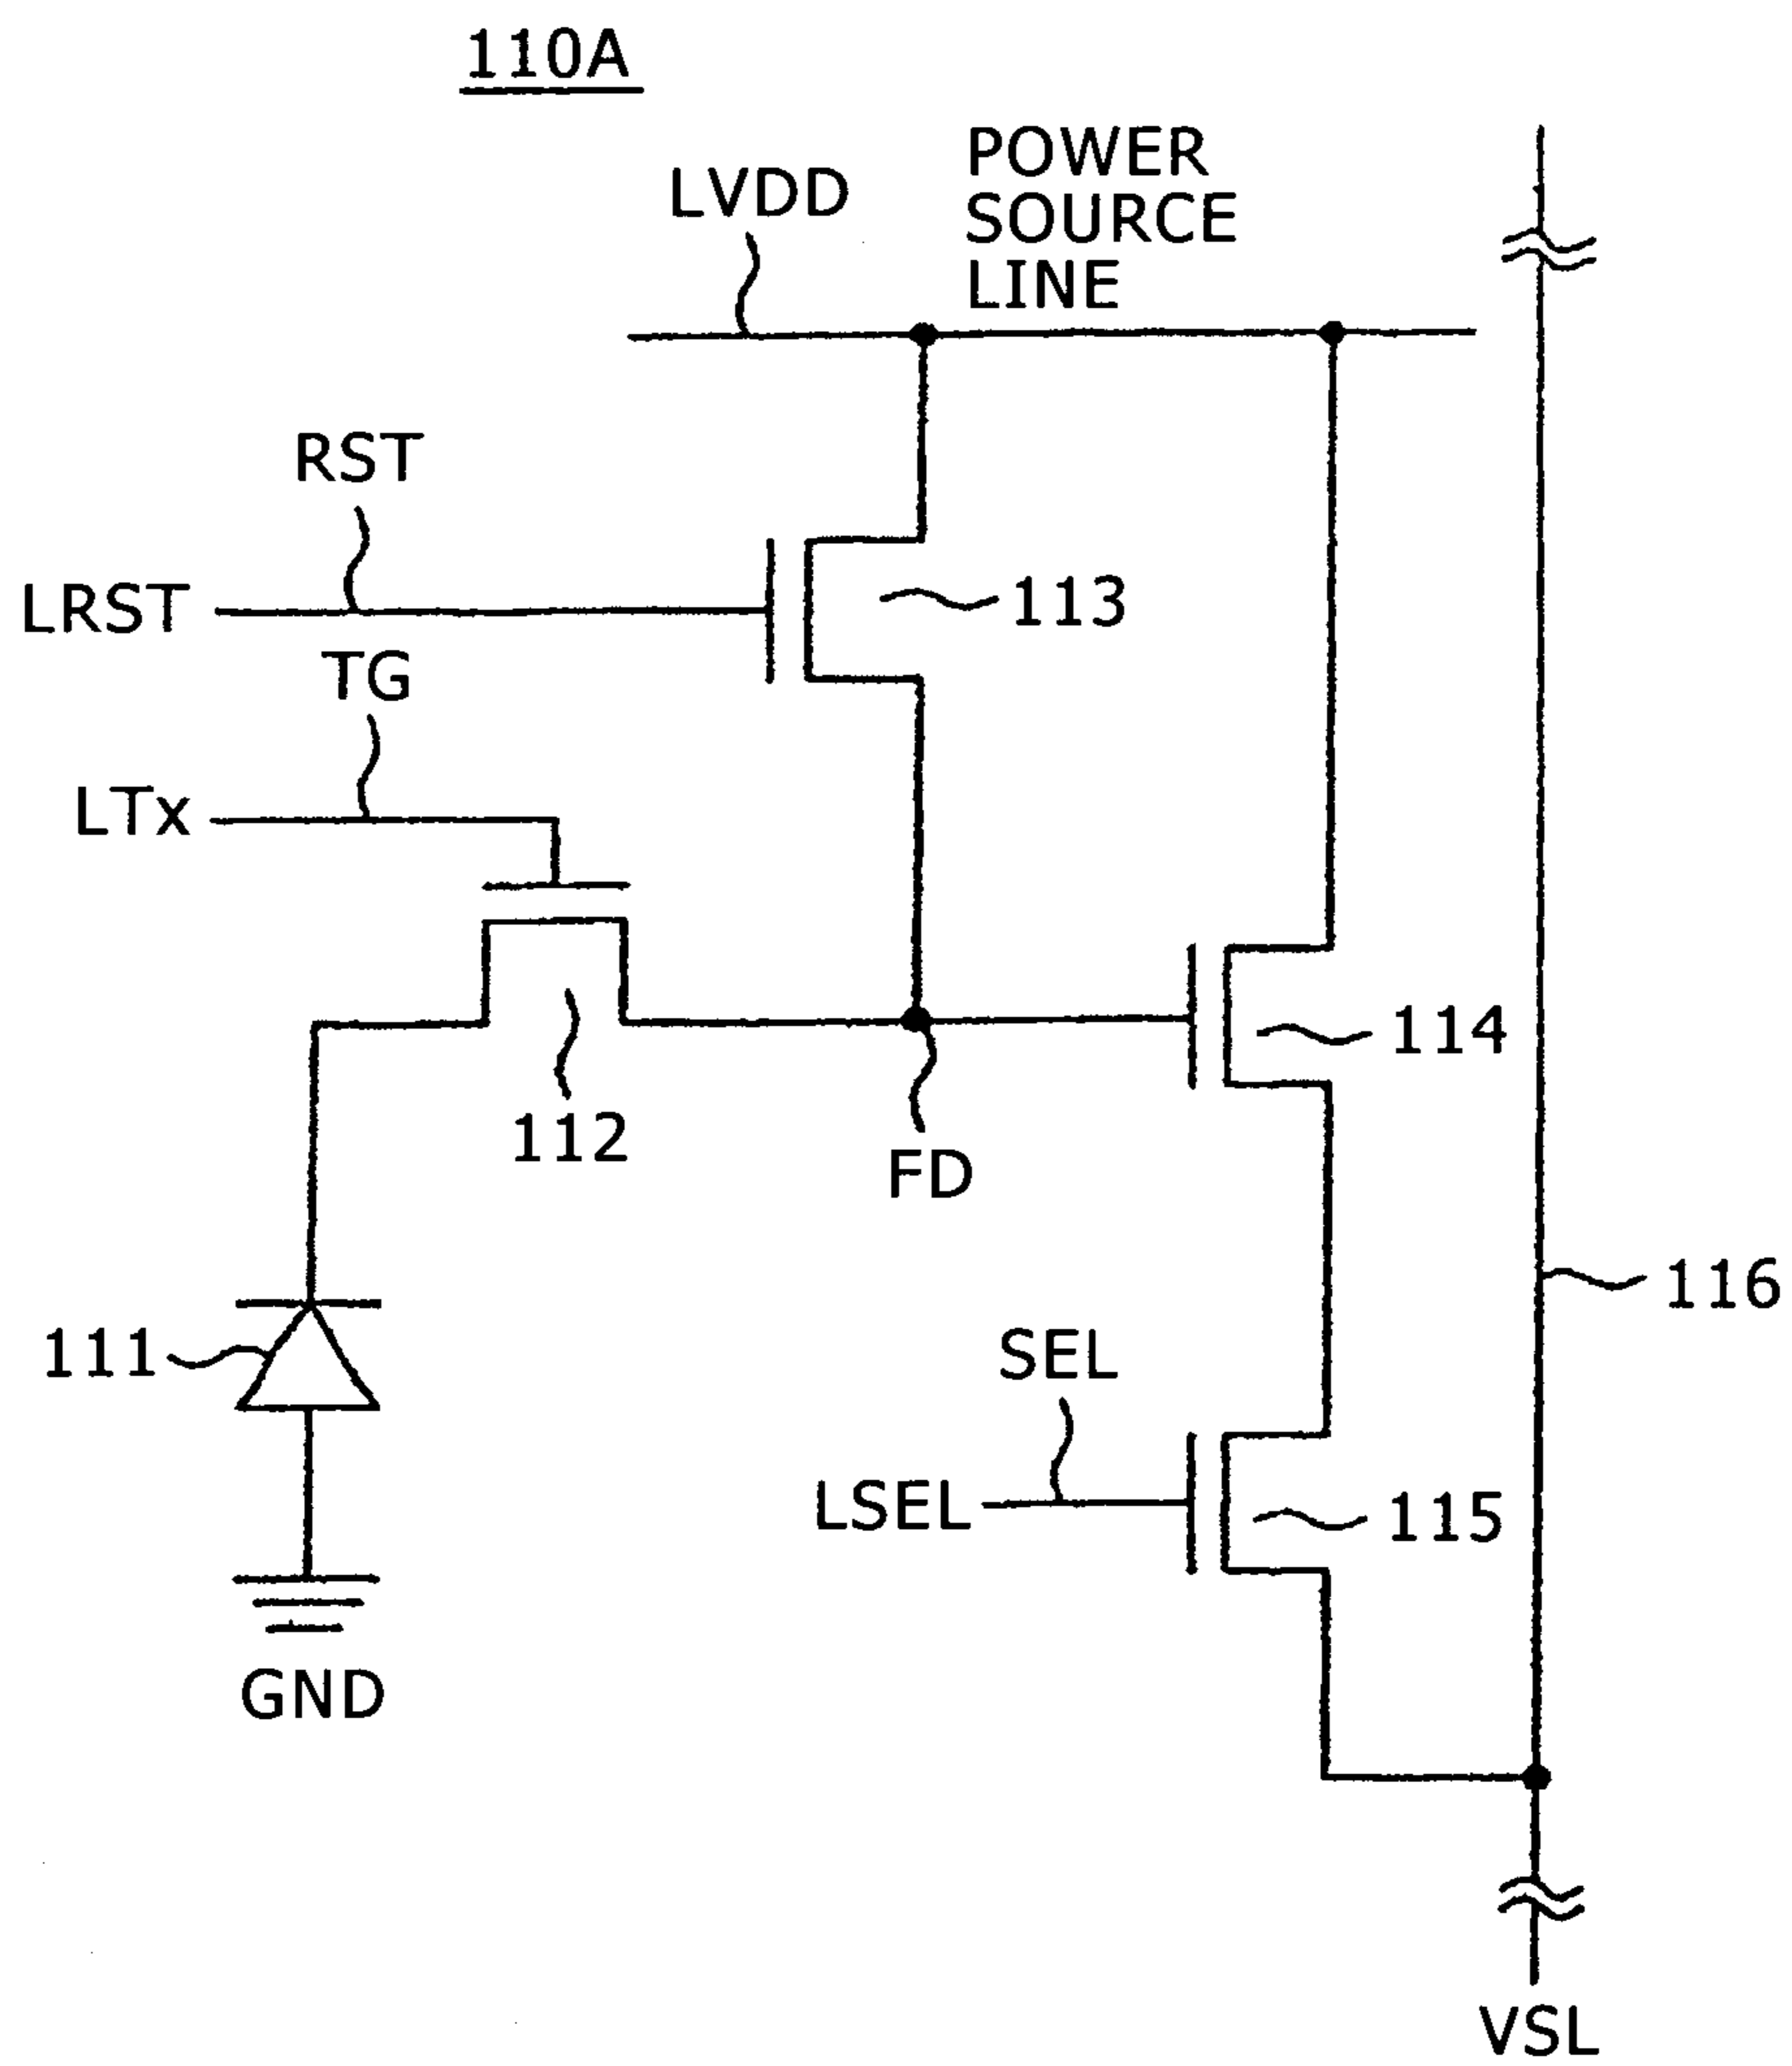 110A
LVDD
POWER
SOURCE
LINE
RST
LRST
113
TG
LTx
114
112
FD
116
111
SEL
LSEL
115
GND
VSL